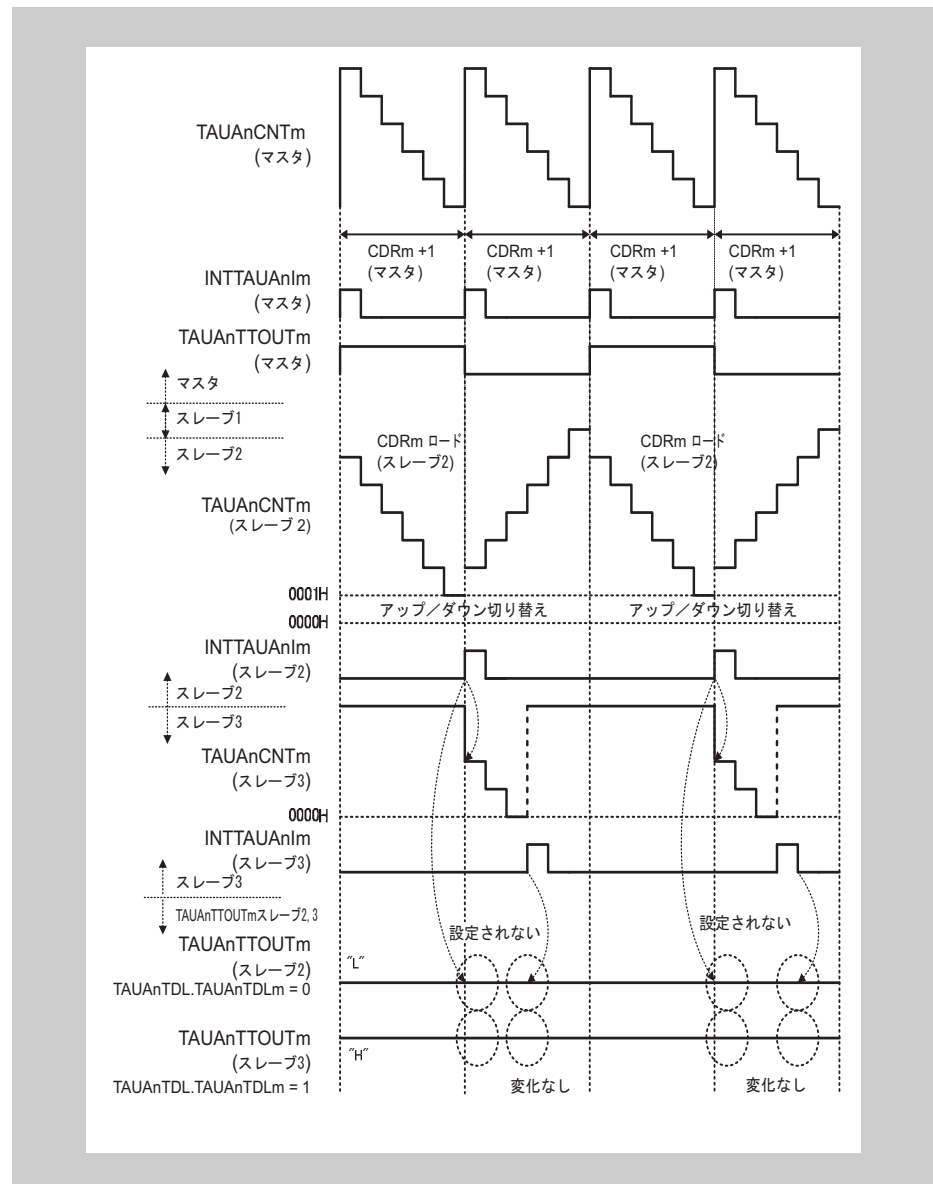 TAUAnCNTm
(マスタ)
CDRm +1
(マスタ)
CDRm +1
(マスタ)
CDRm +1
(マスタ)
CDRm +1
(マスタ)
INTTAUAnIm
(マスタ)
TAUAnTTOUTm
(マスタ)
マスタ
スレーブ1
スレーブ2
CDRm ロード
(スレーブ2)
CDRm ロード
(スレーブ2)
TAUAnCNTm
(スレーブ 2)
0001H
アップ／ダウン切り替え
アップ／ダウン切り替え
0000H
INTTAUAnIm
(スレーブ2)
スレーブ2
スレーブ3
TAUAnCNTm
(スレーブ3)
0000H
INTTAUAnIm
(スレーブ3)
スレーブ3
TAUAnTTOUTmスレーブ2, 3
設定されない
設定されない
TAUAnTTOUTm
(スレーブ2)
"L"
TAUAnTDL.TAUAnTDLm = 0
TAUAnTTOUTm
(スレーブ3)
"H"
TAUAnTDL.TAUAnTDLm = 1
変化なし
変化なし